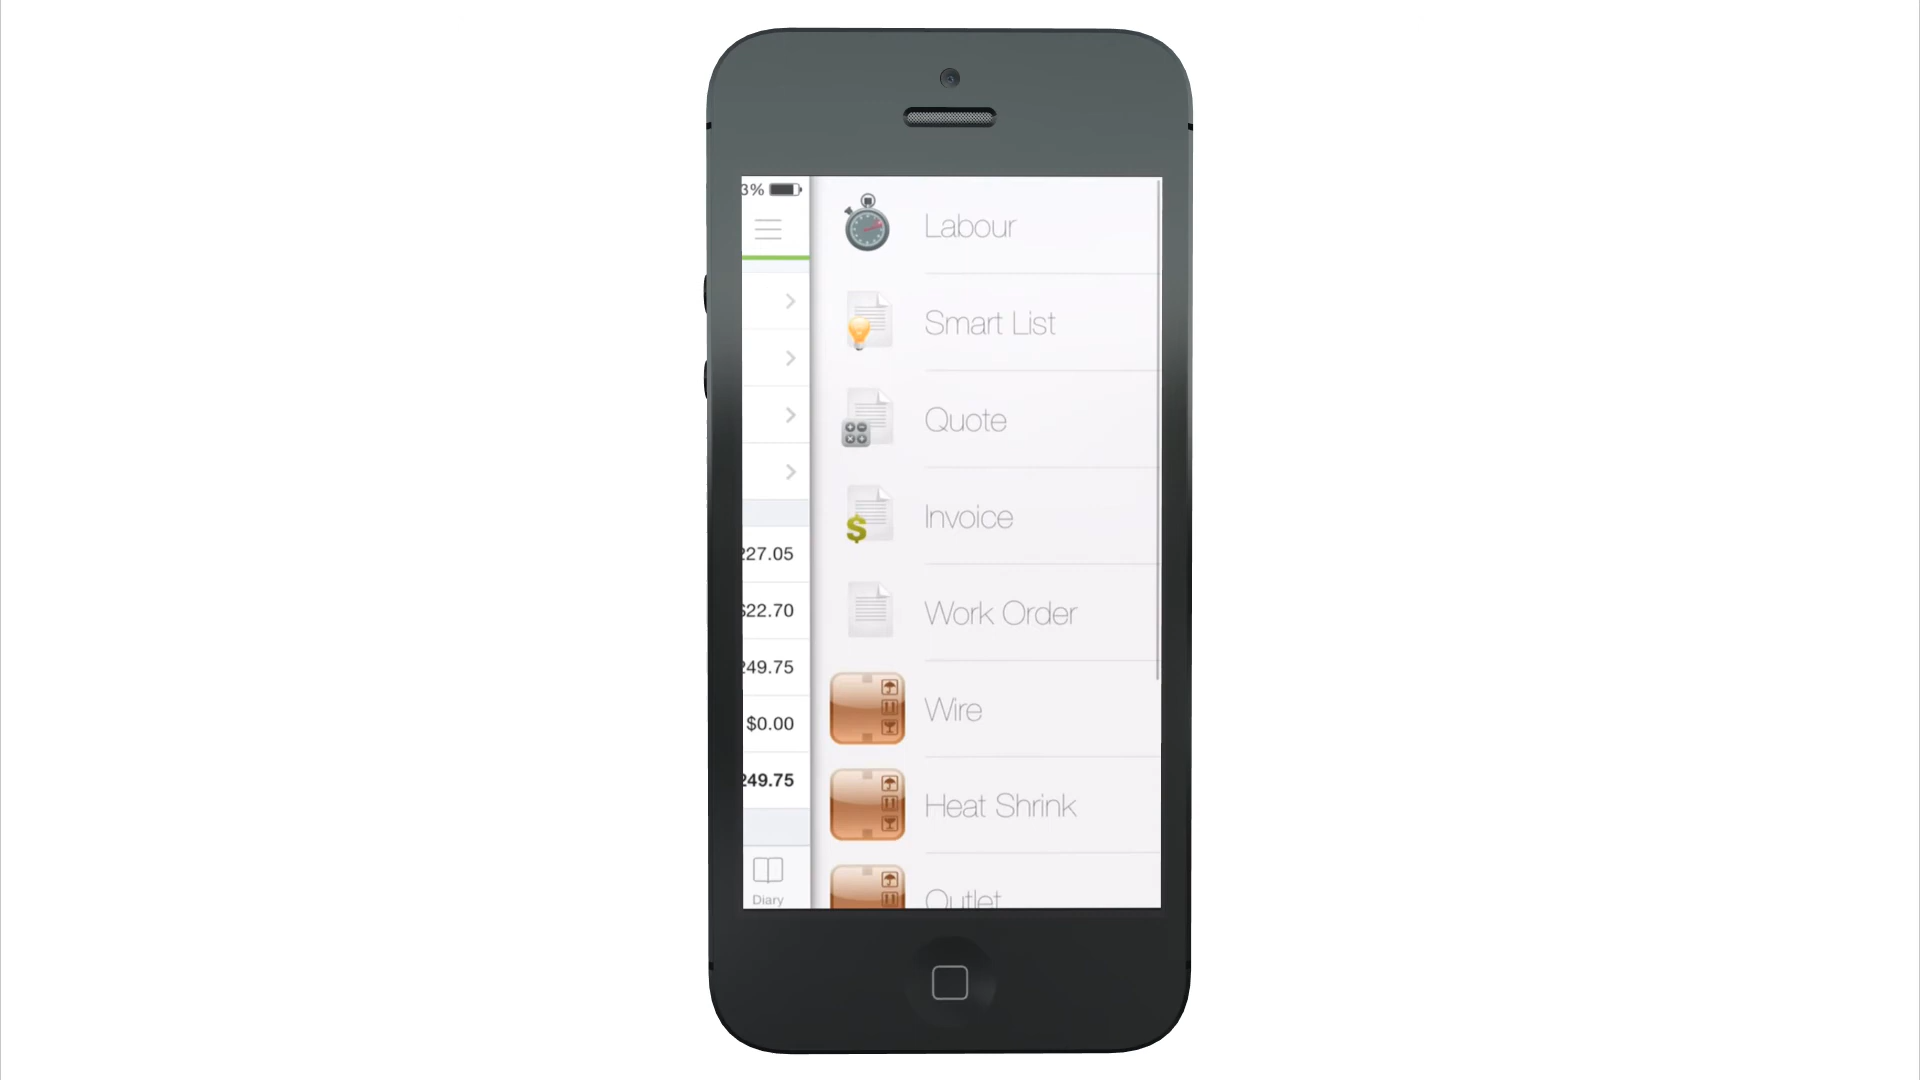 3%
Labour
Smart List
Quote
Invoice
Work Order
Wire
Heat Shrink
Outlet
227.05
$22.70
249.75
$0.00
249.75
Diary